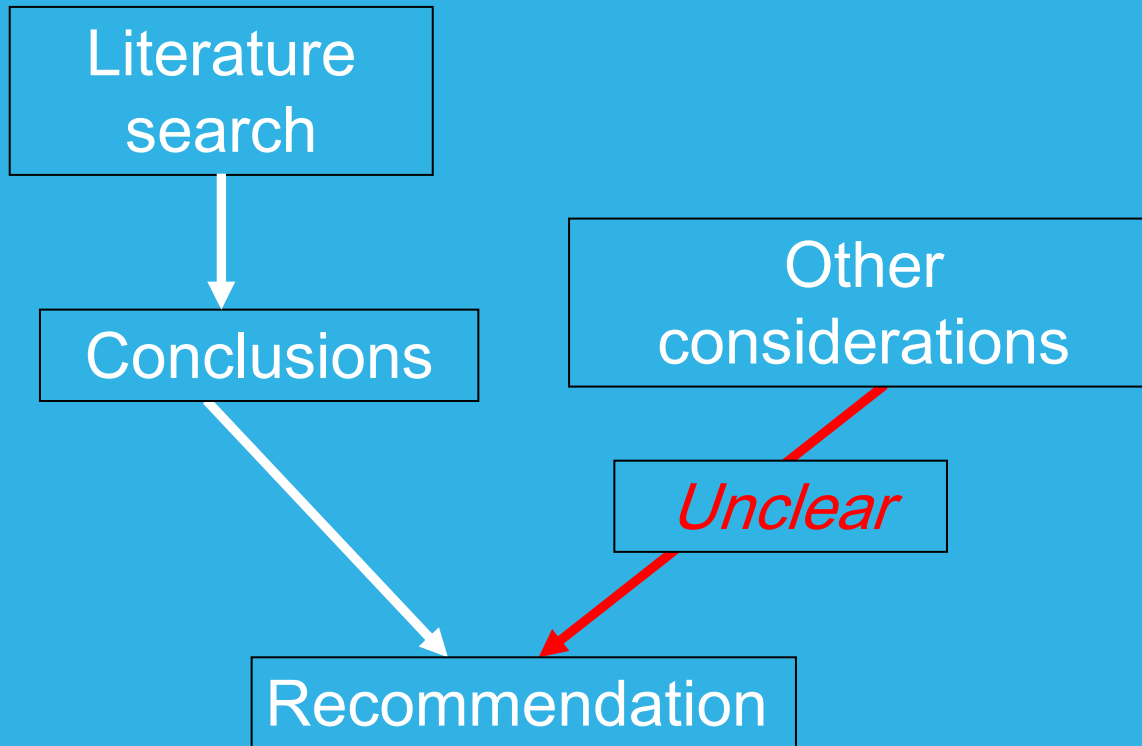 Literature
search
Conclusions
Other
considerations
Unclear
Recommendation